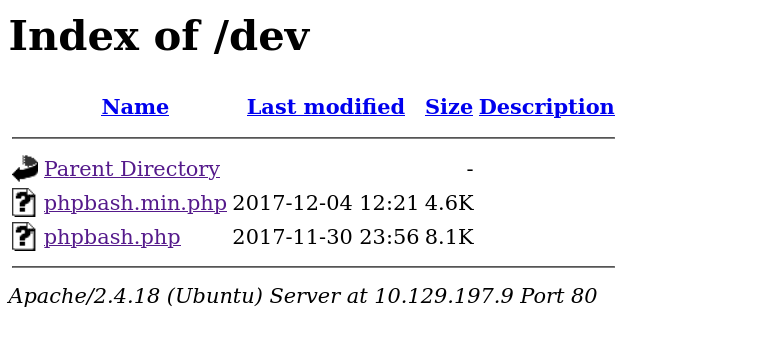 Index of /dev
Name Last modified Size Description
Parent Directory -
phpbash.min.php 2017-12-04 12:21 4.6K
phpbash.php 2017-11-30 23:56 8.1K
Apache/2.4.18 (Ubuntu) Server at 10.129.197.9 Port 80